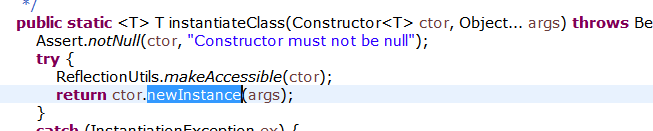 */
public static <T> T instantiateClass(Constructor<T> ctor, Object... args) throws Be
Assert.notNull(ctor, "Constructor must not be null");
try {
ReflectionUtils.makeAccessible(ctor);
return ctor.newInstance(args);
}
catch (InstantiationException ex) {